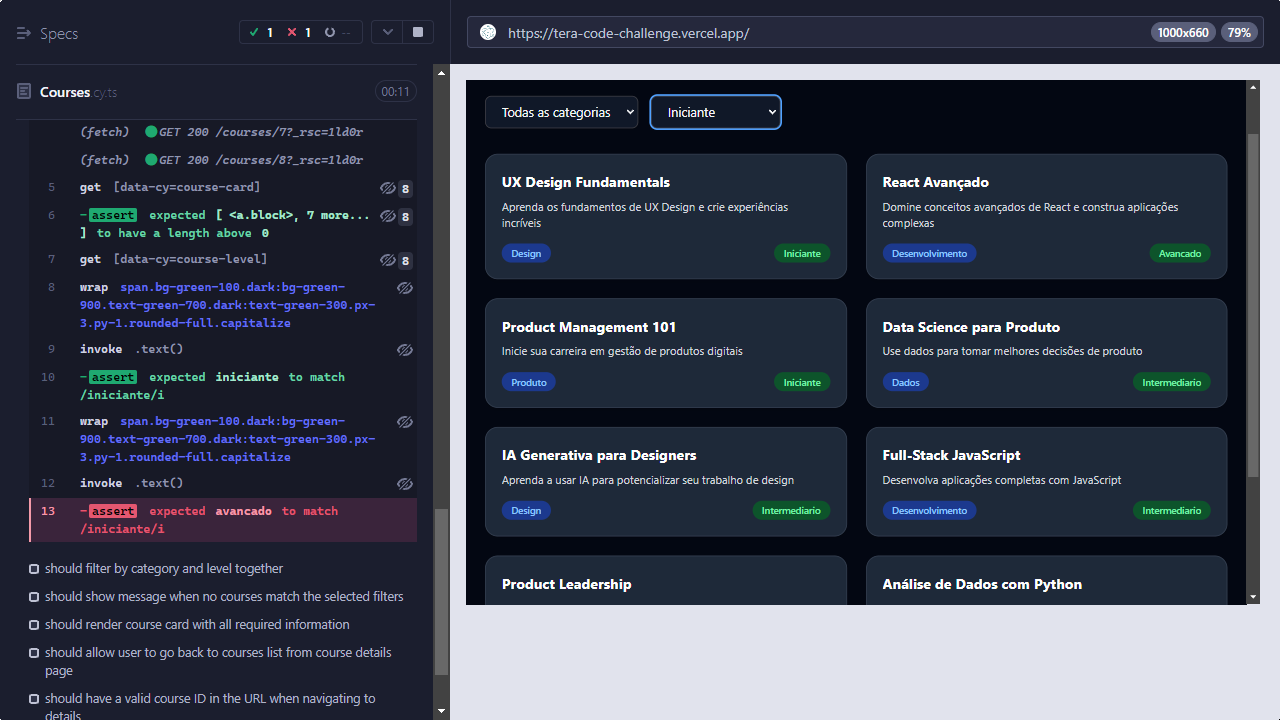 Specs
1
1
--
https://tera-code-challenge.vercel.app/
1000x660
79%
Courses.cy.ts
00:11
(fetch) GET 200 /courses/7?_rsc=1ld0r
(fetch) GET 200 /courses/8?_rsc=1ld0r
5 get [data-cy=course-card] 8
6 -assert expected [ <a.block>, 7 more... 8
] to have a length above 0
7 get [data-cy=course-level] 8
8 wrap span.bg-green-100.dark:bg-green-
900.text-green-700.dark:text-green-300.px-
3.py-1.rounded-full.capitalize
9 invoke .text()
10 -assert expected iniciante to match
/iniciante/i
11 wrap span.bg-green-100.dark:bg-green-
900.text-green-700.dark:text-green-300.px-
3.py-1.rounded-full.capitalize
12 invoke .text()
13 -assert expected avancado to match
/iniciante/i
should filter by category and level together
should show message when no courses match the selected filters
should render course card with all required information
should allow user to go back to courses list from course details
page
should have a valid course ID in the URL when navigating to
details
Todas as categorias
Iniciante
UX Design Fundamentals
Aprenda os fundamentos de UX Design e crie experiências
incríveis
Design
Iniciante
React Avançado
Domine conceitos avançados de React e construa aplicações
complexas
Desenvolvimento
Avancado
Product Management 101
Inicie sua carreira em gestão de produtos digitais
Produto
Iniciante
Data Science para Produto
Use dados para tomar melhores decisões de produto
Dados
Intermediario
IA Generativa para Designers
Aprenda a usar IA para potencializar seu trabalho de design
Design
Intermediario
Full-Stack JavaScript
Desenvolva aplicações completas com JavaScript
Desenvolvimento
Intermediario
Product Leadership
Análise de Dados com Python